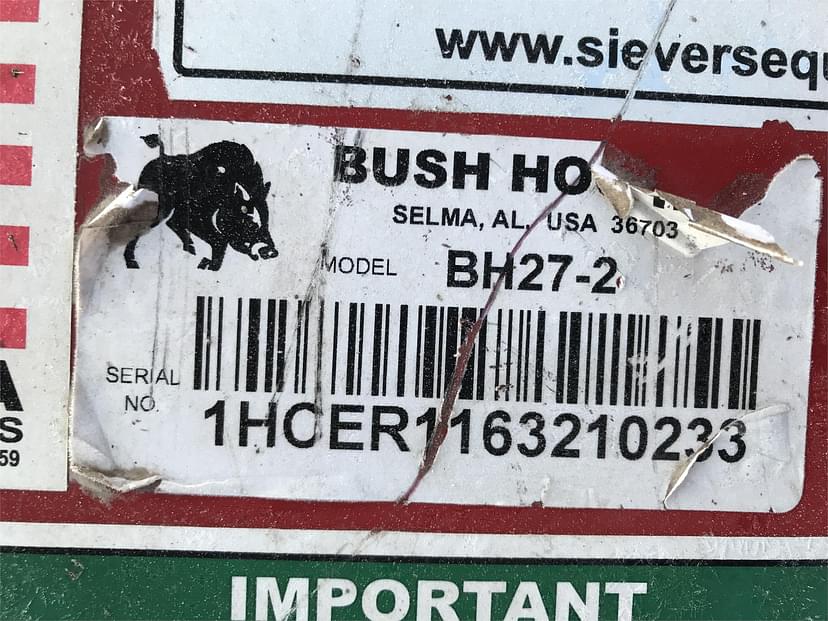 www.sieversequ
BUSH HO
SELMA, AL. USA 36703
MODEL BH27-2
SERIAL
NO.
1HCER1163210233
A
S
59
IMPORTANT